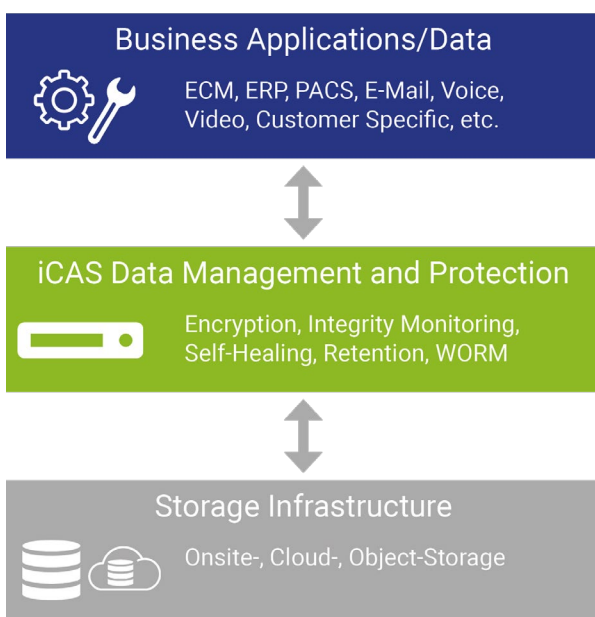 Business Applications/Data
ECM, ERP, PACS, E-Mail, Voice,
Video, Customer Specific, etc.
iCAS Data Management and Protection
Encryption, Integrity Monitoring,
Self-Healing, Retention, WORM
Storage Infrastructure
Onsite-, Cloud-, Object-Storage